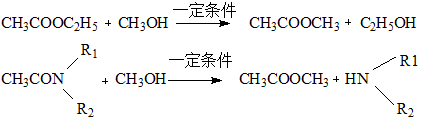 CH3COOC2H5 + CH3OH 一定条件 CH3COOCH3 + C2H5OH
R1
CH3CON + CH3OH 一定条件 CH3COOCH3 + HN R1
R2 R2